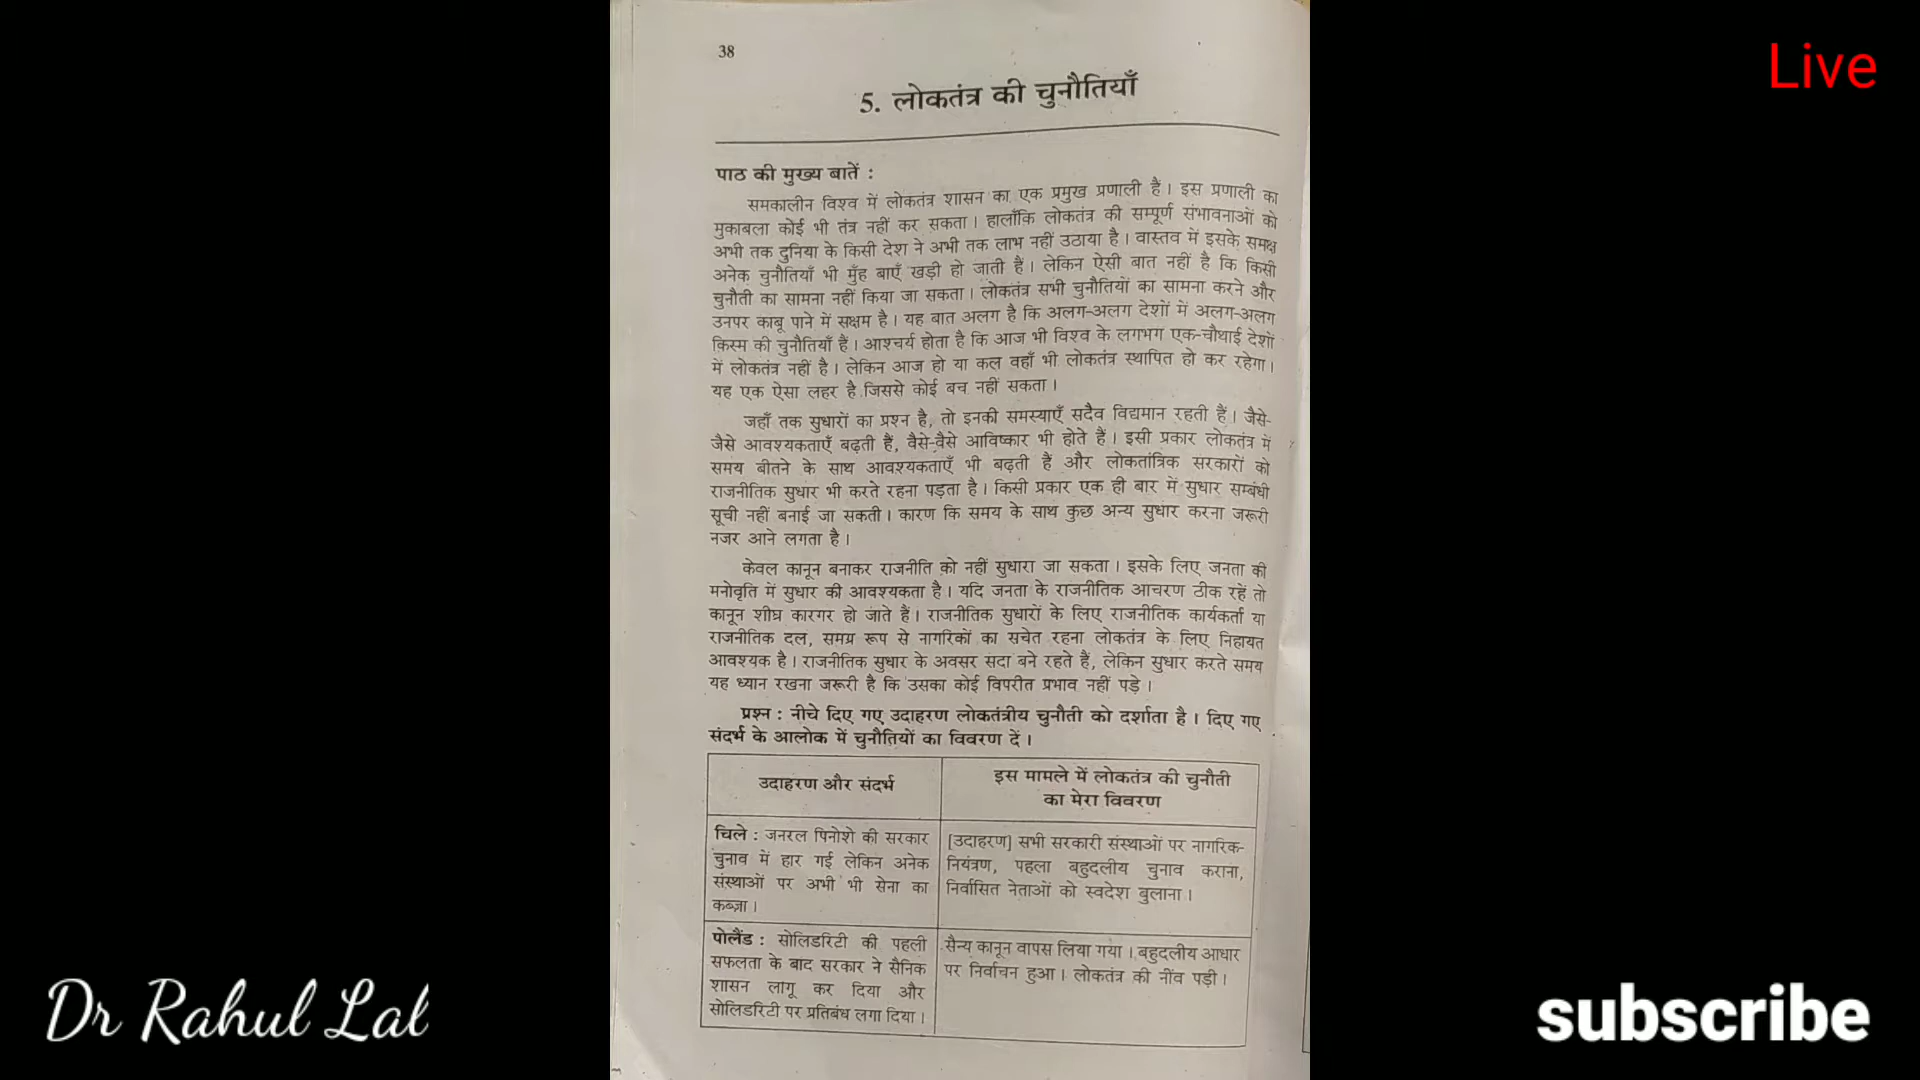 38
Live
5. लोकतंत्र की चुनौतियाँ
पाठ की मुख्य बातें :
समकालीन विश्व में लोकतंत्र शासन का एक प्रमुख प्रणाली हैं । इस प्रणाली का
मुकाबला कोई भी तंत्र नहीं कर सकता । हालाँकि लोकतंत्र की सम्पूर्ण संभावनाओं को
अभी तक दुनिया के किसी देश ने अभी तक लाभ नहीं उठाया है । वास्तव में इसके समक्ष
अनेक चुनौतियाँ भी मुँह बाएँ खड़ी हो जाती हैं । लेकिन ऐसी बात नहीं है कि किसी
चुनौती का सामना नहीं किया जा सकता । लोकतंत्र सभी चुनौतियों का सामना करने और
उनपर काबू पाने में सक्षम है । यह बात अलग है कि अलग-अलग देशों में अलग-अलग
किस्म की चुनौतियाँ हैं । आश्चर्य होता है कि आज भी विश्व के लगभग एक-चौथाई देशों
में लोकतंत्र नहीं है । लेकिन आज हो या कल वहाँ भी लोकतंत्र स्थापित हो कर रहेगा ।
यह एक ऐसा लहर है जिससे कोई बच नहीं सकता ।
जहाँ तक सुधारों का प्रश्न है, तो इनकी समस्याएँ सदैव विद्यमान रहती हैं । जैसे-
जैसे आवश्यकताएँ बढ़ती हैं, वैसे-वैसे आविष्कार भी होते हैं । इसी प्रकार लोकतंत्र में
समय बीतने के साथ आवश्यकताएँ भी बढ़ती हैं और लोकतांत्रिक सरकारों को
राजनीतिक सुधार भी करते रहना पड़ता है । किसी प्रकार एक ही बार में सुधार सम्बंधी
सूची नहीं बनाई जा सकती । कारण कि समय के साथ कुछ अन्य सुधार करना जरूरी
नजर आने लगता है ।
केवल कानून बनाकर राजनीति को नहीं सुधारा जा सकता । इसके लिए जनता की
मनोवृति में सुधार की आवश्यकता है । यदि जनता के राजनीतिक आचरण ठीक रहें तो
कानून शीघ्र कारगर हो जाते हैं । राजनीतिक सुधारों के लिए राजनीतिक कार्यकर्ता या
राजनीतिक दल, समग्र रूप से नागरिकों का सचेत रहना लोकतंत्र के लिए निहायत
आवश्यक है । राजनीतिक सुधार के अवसर सदा बने रहते हैं, लेकिन सुधार करते समय
यह ध्यान रखना जरूरी है कि उसका कोई विपरीत प्रभाव नहीं पड़े ।
प्रश्न : नीचे दिए गए उदाहरण लोकतंत्रीय चुनौती को दर्शाता है । दिए गए
संदर्भ के आलोक में चुनौतियों का विवरण दें ।
उदाहरण और संदर्भ
इस मामले में लोकतंत्र की चुनौती
का मेरा विवरण
चिले : जनरल पिनोशे की सरकार
चुनाव में हार गई लेकिन अनेक
संस्थाओं पर अभी भी सेना का
कब्ज़ा ।
[उदाहरण] सभी सरकारी संस्थाओं पर नागरिक-
नियंत्रण, पहला बहुदलीय चुनाव कराना,
निर्वासित नेताओं को स्वदेश बुलाना ।
पोलैंड : सोलिडरिटी की पहली
सफलता के बाद सरकार ने सैनिक
शासन लागू कर दिया और
सोलिडरिटी पर प्रतिबंध लगा दिया ।
सैन्य कानून वापस लिया गया । बहुदलीय आधार
पर निर्वाचन हुआ । लोकतंत्र की नींव पड़ी ।
Dr Rahul Lal
subscribe